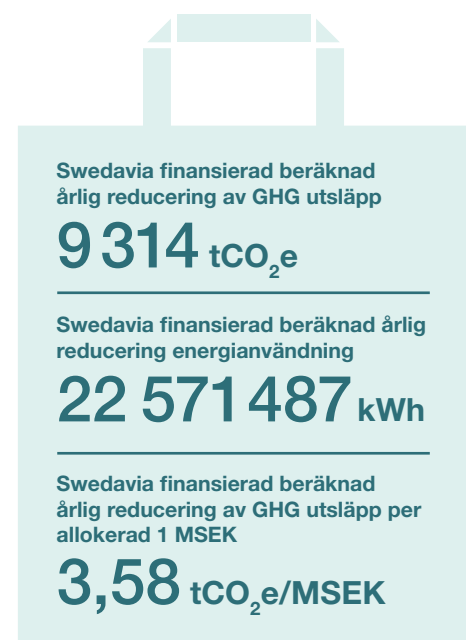 Swedavia finansierad beräknad
årlig reducering av GHG utsläpp
9 314 tCO₂e
Swedavia finansierad beräknad årlig
reducering energianvändning
22 571 487 kWh
Swedavia finansierad beräknad
årlig reducering av GHG utsläpp per
allokerad 1 MSEK
3,58 tCO₂e/MSEK